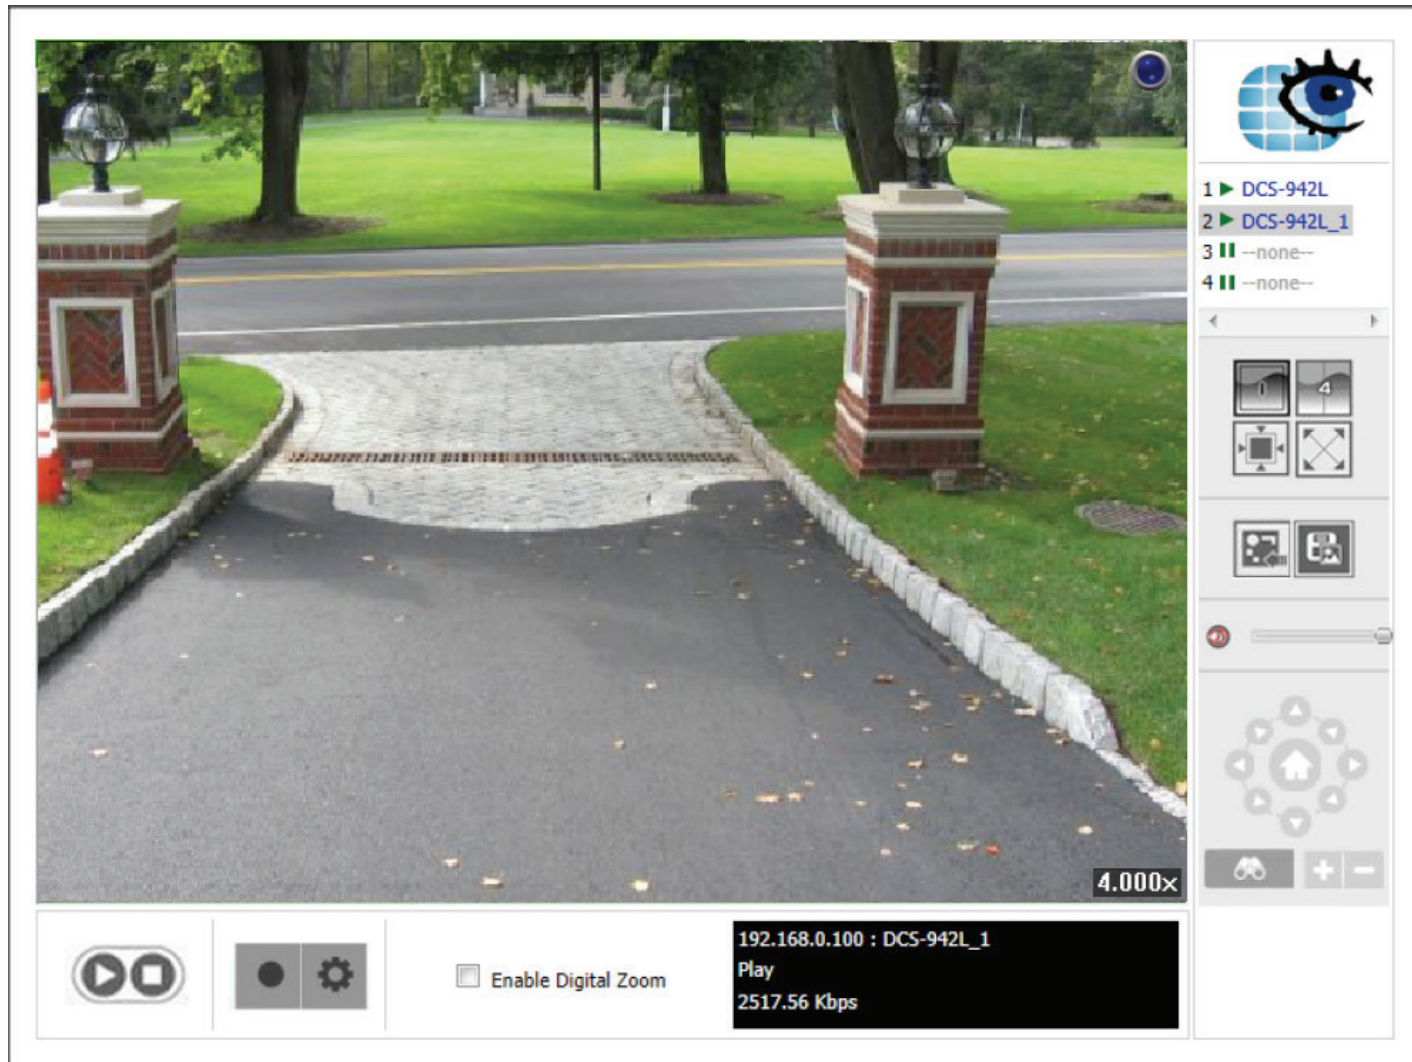 1 DCS-942L
2 DCS-942L_1
3 --none--
4 --none--
4
4.000x
Enable Digital Zoom
192.168.0.100 : DCS-942L_1
Play
2517.56 Kbps